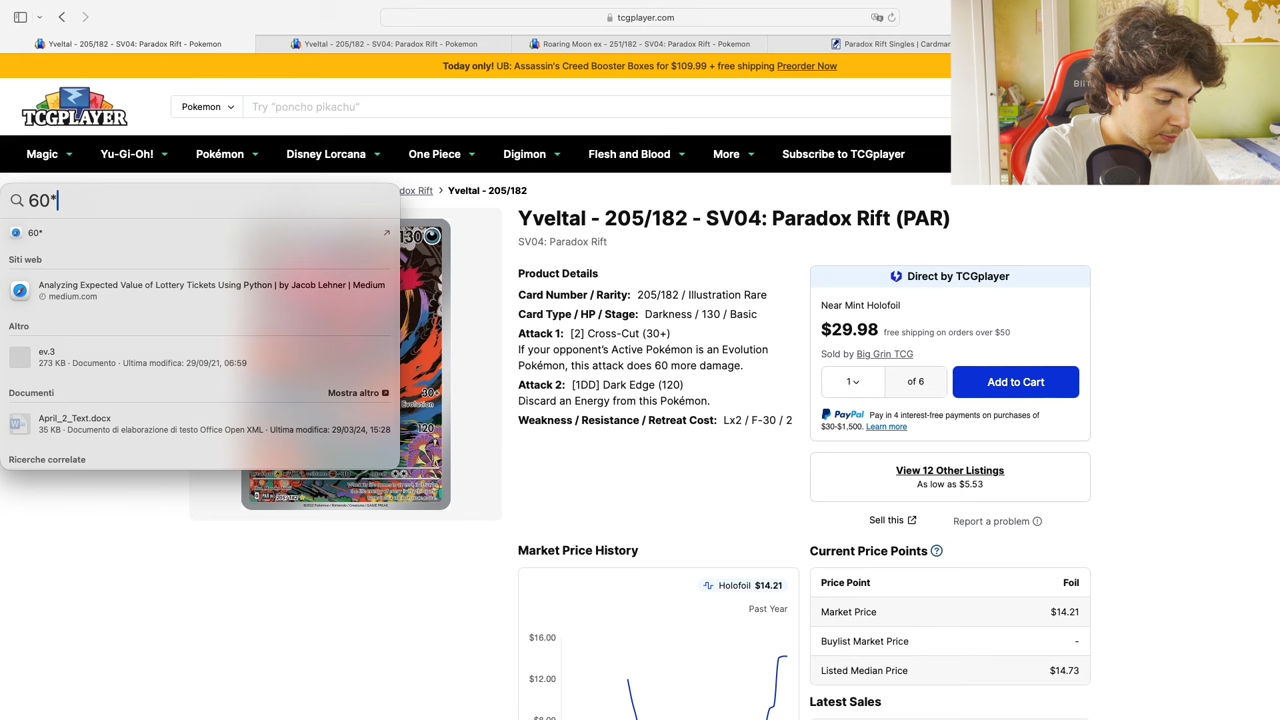 tcgplayer.com
Yveltal - 205/182 - SV04: Paradox Rift - Pokemon
Yveltal - 205/182 - SV04: Paradox Rift - Pokemon
Roaring Moon ex - 251/182 - SV04: Paradox Rift - Pokemon
Paradox Rift Singles | Cardmar
Today only! UB: Assassin's Creed Booster Boxes for $109.99 + free shipping Preorder Now
TCGPLAYER
Pokemon
Try "poncho pikachu"
Magic
Yu-Gi-Oh!
Pokémon
Disney Lorcana
One Piece
Digimon
Flesh and Blood
More
Subscribe to TCGplayer
60*
60*
Siti web
Analyzing Expected Value of Lottery Tickets Using Python | by Jacob Lehner | Medium
medium.com
Altro
ev.3
273 KB · Documento · Ultima modifica: 29/09/21, 06:59
Documenti
Mostra altro
April_2_Text.docx
35 KB · Documento di elaborazione di testo Office Open XML · Ultima modifica: 29/03/24, 15:28
Ricerche correlate
dox Rift > Yveltal - 205/182
130
30+
Evolution
120
205/182
Yveltal - 205/182 - SV04: Paradox Rift (PAR)
SV04: Paradox Rift
Product Details
Card Number / Rarity: 205/182 / Illustration Rare
Card Type / HP / Stage: Darkness / 130 / Basic
Attack 1: [2] Cross-Cut (30+)
If your opponent's Active Pokémon is an Evolution
Pokémon, this attack does 60 more damage.
Attack 2: [1DD] Dark Edge (120)
Discard an Energy from this Pokémon.
Weakness / Resistance / Retreat Cost: Lx2 / F-30 / 2
Direct by TCGplayer
Near Mint Holofoil
$29.98 free shipping on orders over $50
Sold by Big Grin TCG
1
of 6
Add to Cart
PayPal Pay in 4 interest-free payments on purchases of
$30-$1,500. Learn more
View 12 Other Listings
As low as $5.53
Sell this
Report a problem
Market Price History
Holofoil $14.21
Past Year
$16.00
$12.00
$8.00
Current Price Points
Price Point Foil
Market Price $14.21
Buylist Market Price -
Listed Median Price $14.73
Latest Sales